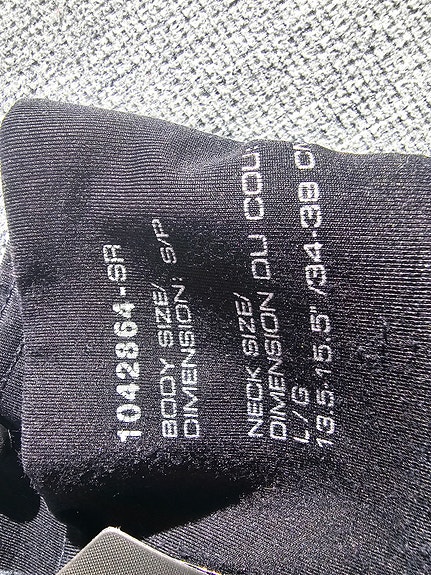 1042864-SR
BODY SIZE/
DIMENSION: S/P
NECK SIZE/
DIMENSION DU COU:
L/G
13.5-15.5" /34-39 CM